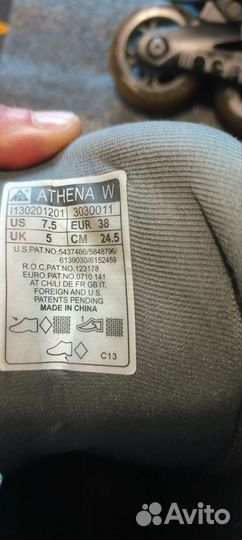 ATHENA W
I130201201 3030011
US 7.5 EUR 38
UK 5 CM 24.5
U.S.PAT.NO.5437466/5848796/
6139030/6152459
R.O.C.PAT.NO.123178
EURO.PAT.NO.0710 141
AT CH/LI DE FR GB IT.
FOREIGN AND U.S.
PATENTS PENDING
MADE IN CHINA
C13
Avito